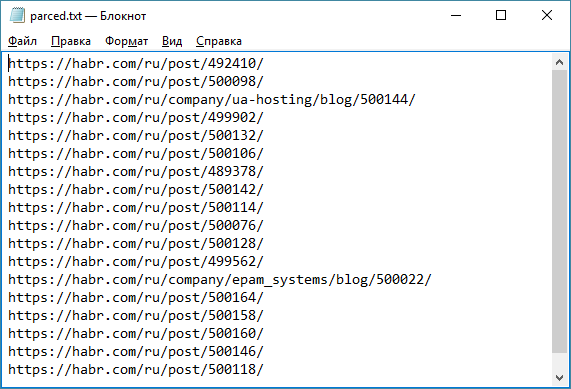 parced.txt — Блокнот
Файл Правка Формат Вид Справка
https://habr.com/ru/post/492410/
https://habr.com/ru/post/500098/
https://habr.com/ru/company/ua-hosting/blog/500144/
https://habr.com/ru/post/499902/
https://habr.com/ru/post/500132/
https://habr.com/ru/post/500106/
https://habr.com/ru/post/489378/
https://habr.com/ru/post/500142/
https://habr.com/ru/post/500114/
https://habr.com/ru/post/500076/
https://habr.com/ru/post/500128/
https://habr.com/ru/post/499562/
https://habr.com/ru/company/epam_systems/blog/500022/
https://habr.com/ru/post/500164/
https://habr.com/ru/post/500158/
https://habr.com/ru/post/500160/
https://habr.com/ru/post/500146/
https://habr.com/ru/post/500118/